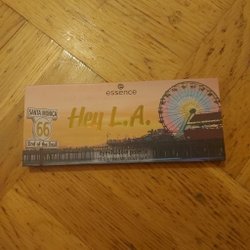 essence
Hey L.A.
SANTA MONICA
66
End of the Trail